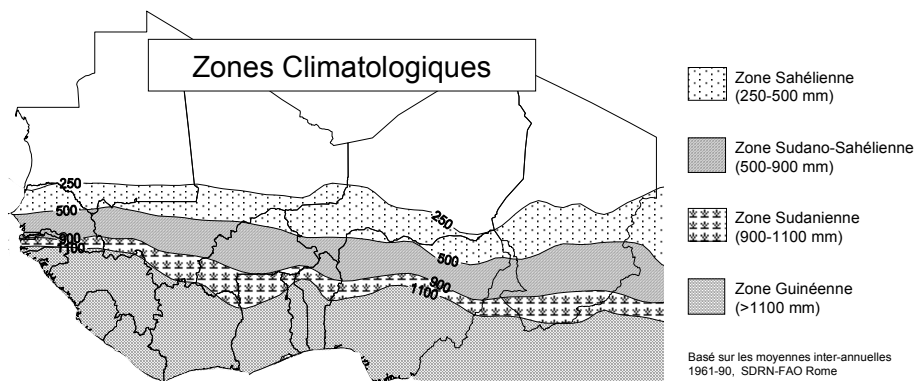 Zones Climatologiques
Zone Sahélienne
(250-500 mm)
Zone Sudano-Sahélienne
(500-900 mm)
Zone Sudanienne
(900-1100 mm)
Zone Guinéenne
(>1100 mm)
Basé sur les moyennes inter-annuelles
1961-90, SDRN-FAO Rome
250
500
900
1100
250
500
900
1100